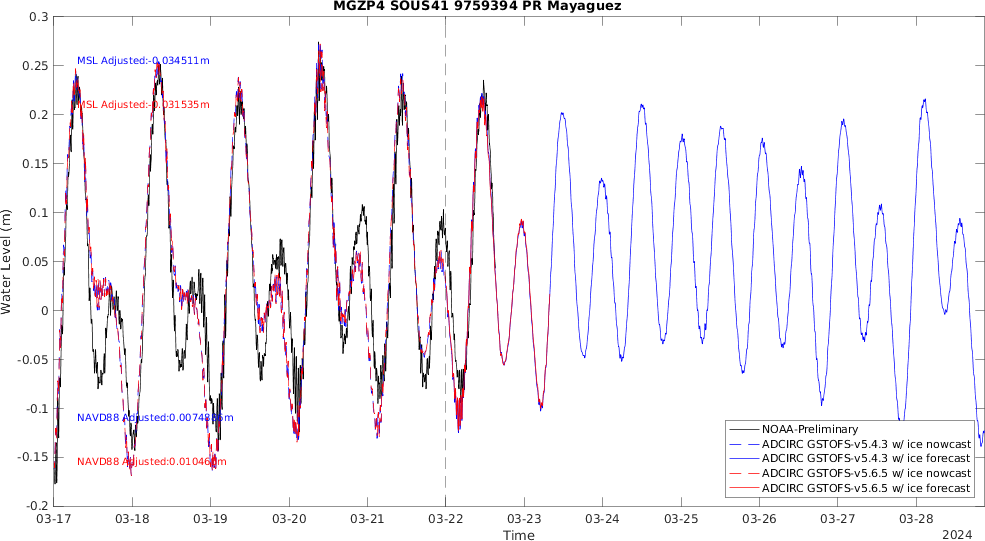 MGZP4 SOUS41 9759394 PR Mayaguez
Water Level (m)
0.3
0.25
0.2
0.15
0.1
0.05
0
-0.05
-0.1
-0.15
-0.2
MSL Adjusted:-0.034511m
MSL Adjusted:-0.031535m
NAVD88 Adjusted:
NAVD88 Adjusted:
NOAA-Preliminary
ADCIRC GSTOFS-v5.4.3 w/ ice nowcast
ADCIRC GSTOFS-v5.4.3 w/ ice forecast
ADCIRC GSTOFS-v5.6.5 w/ ice nowcast
ADCIRC GSTOFS-v5.6.5 w/ ice forecast
03-17 03-18 03-19 03-20 03-21 03-22 03-23 03-24 03-25 03-26 03-27 03-28
Time
2024